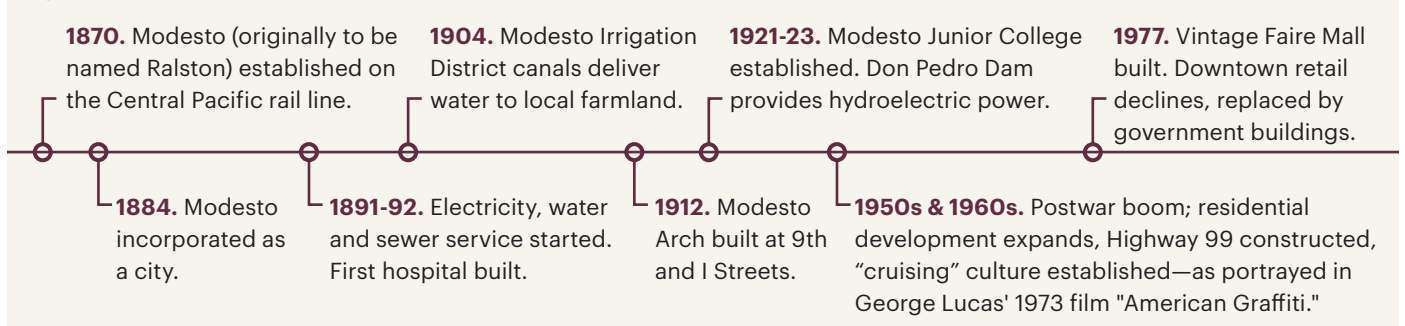 1870. Modesto (originally to be
named Ralston) established on
the Central Pacific rail line.
1884. Modesto
incorporated as
a city.
1891-92. Electricity, water
and sewer service started.
First hospital built.
1904. Modesto Irrigation
District canals deliver
water to local farmland.
1912. Modesto
Arch built at 9th
and I Streets.
1921-23. Modesto Junior College
established. Don Pedro Dam
provides hydroelectric power.
1950s & 1960s. Postwar boom; residential
development expands, Highway 99 constructed,
“cruising” culture established—as portrayed in
George Lucas' 1973 film "American Graffiti."
1977. Vintage Faire Mall
built. Downtown retail
declines, replaced by
government buildings.